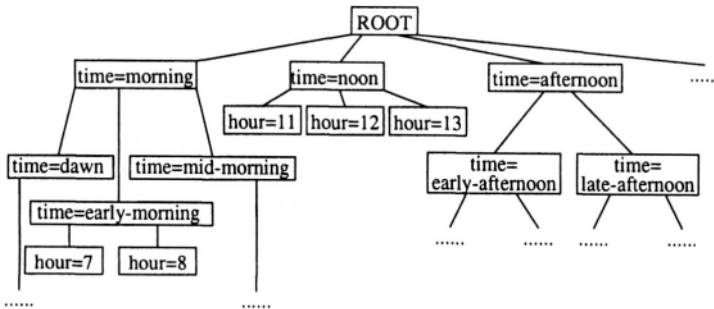 ROOT
time=morning
time=noon
time=afternoon
......
hour=11
hour=12
hour=13
time=dawn
time=mid-morning
time=
early-afternoon
time=
late-afternoon
time=early-morning
......
......
......
......
hour=7
hour=8
......
......